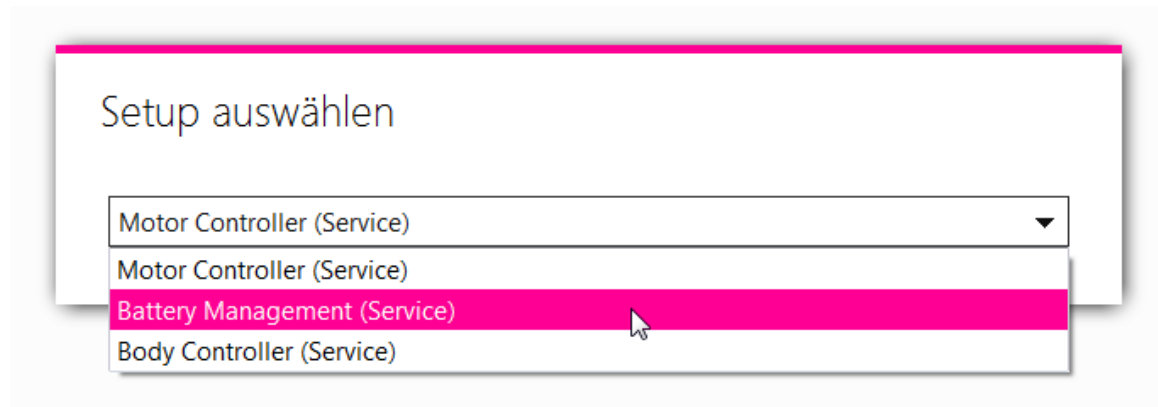 Setup auswählen
Motor Controller (Service)
Motor Controller (Service)
Battery Management (Service)
Body Controller (Service)